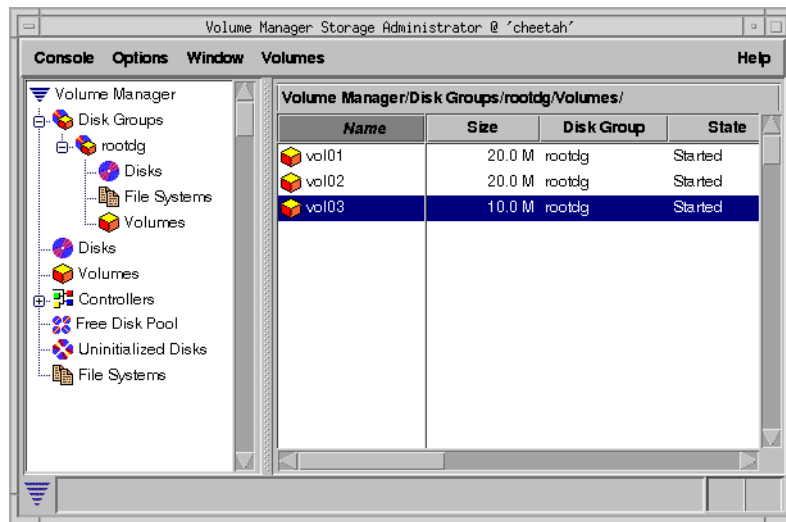 Volume Manager Storage Administrator @ 'cheetah'
Console Options Window Volumes Help
Volume Manager
Disk Groups
rootdg
Disks
File Systems
Volumes
Disks
Volumes
Controllers
Free Disk Pool
Uninitialized Disks
File Systems
Volume Manager/Disk Groups/rootdg/Volumes/
Name Size Disk Group State
vol01 20.0 M rootdg Started
vol02 20.0 M rootdg Started
vol03 10.0 M rootdg Started